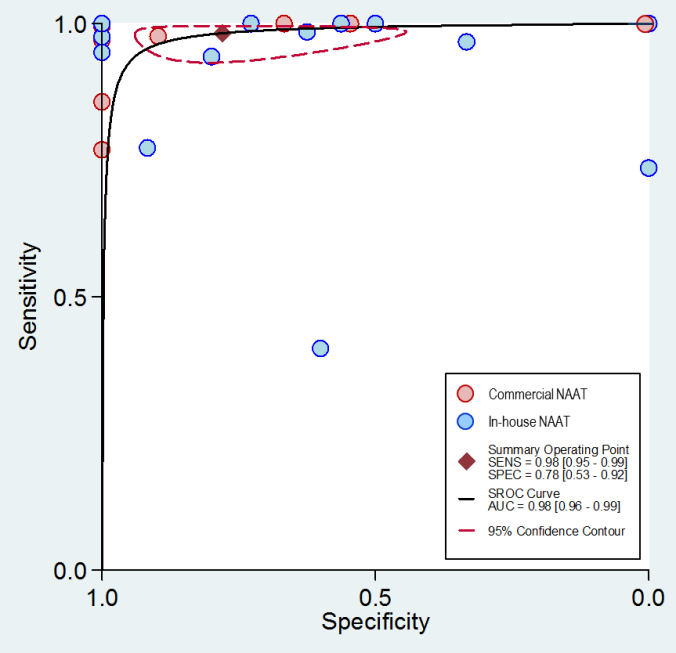 1.0
Sensitivity
0.5
0.0
1.0
0.5
0.0
Specificity
Commercial NAAT
In-house NAAT
Summary Operating Point
SENS = 0.98 [0.95 - 0.99]
SPEC = 0.78 [0.53 - 0.92]
SROC Curve
AUC = 0.98 [0.96 - 0.99]
95% Confidence Contour